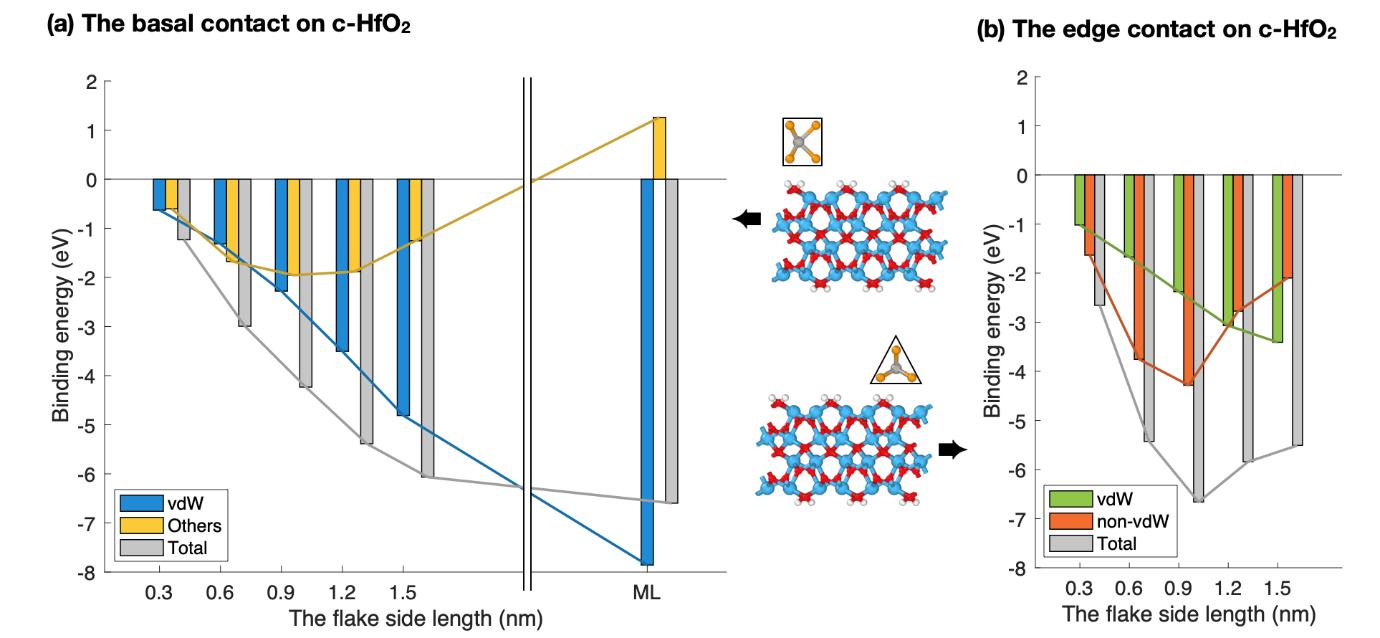 (a) The basal contact on c-HfO2
(b) The edge contact on c-HfO2
Binding energy (eV)
2
1
0
-1
-2
-3
-4
-5
-6
-7
-8
vdW
Others
Total
0.3 0.6 0.9 1.2 1.5 ML
The flake side length (nm)
Binding energy (eV)
2
1
0
-1
-2
-3
-4
-5
-6
-7
-8
vdW
non-vdW
Total
0.3 0.6 0.9 1.2 1.5
The flake side length (nm)